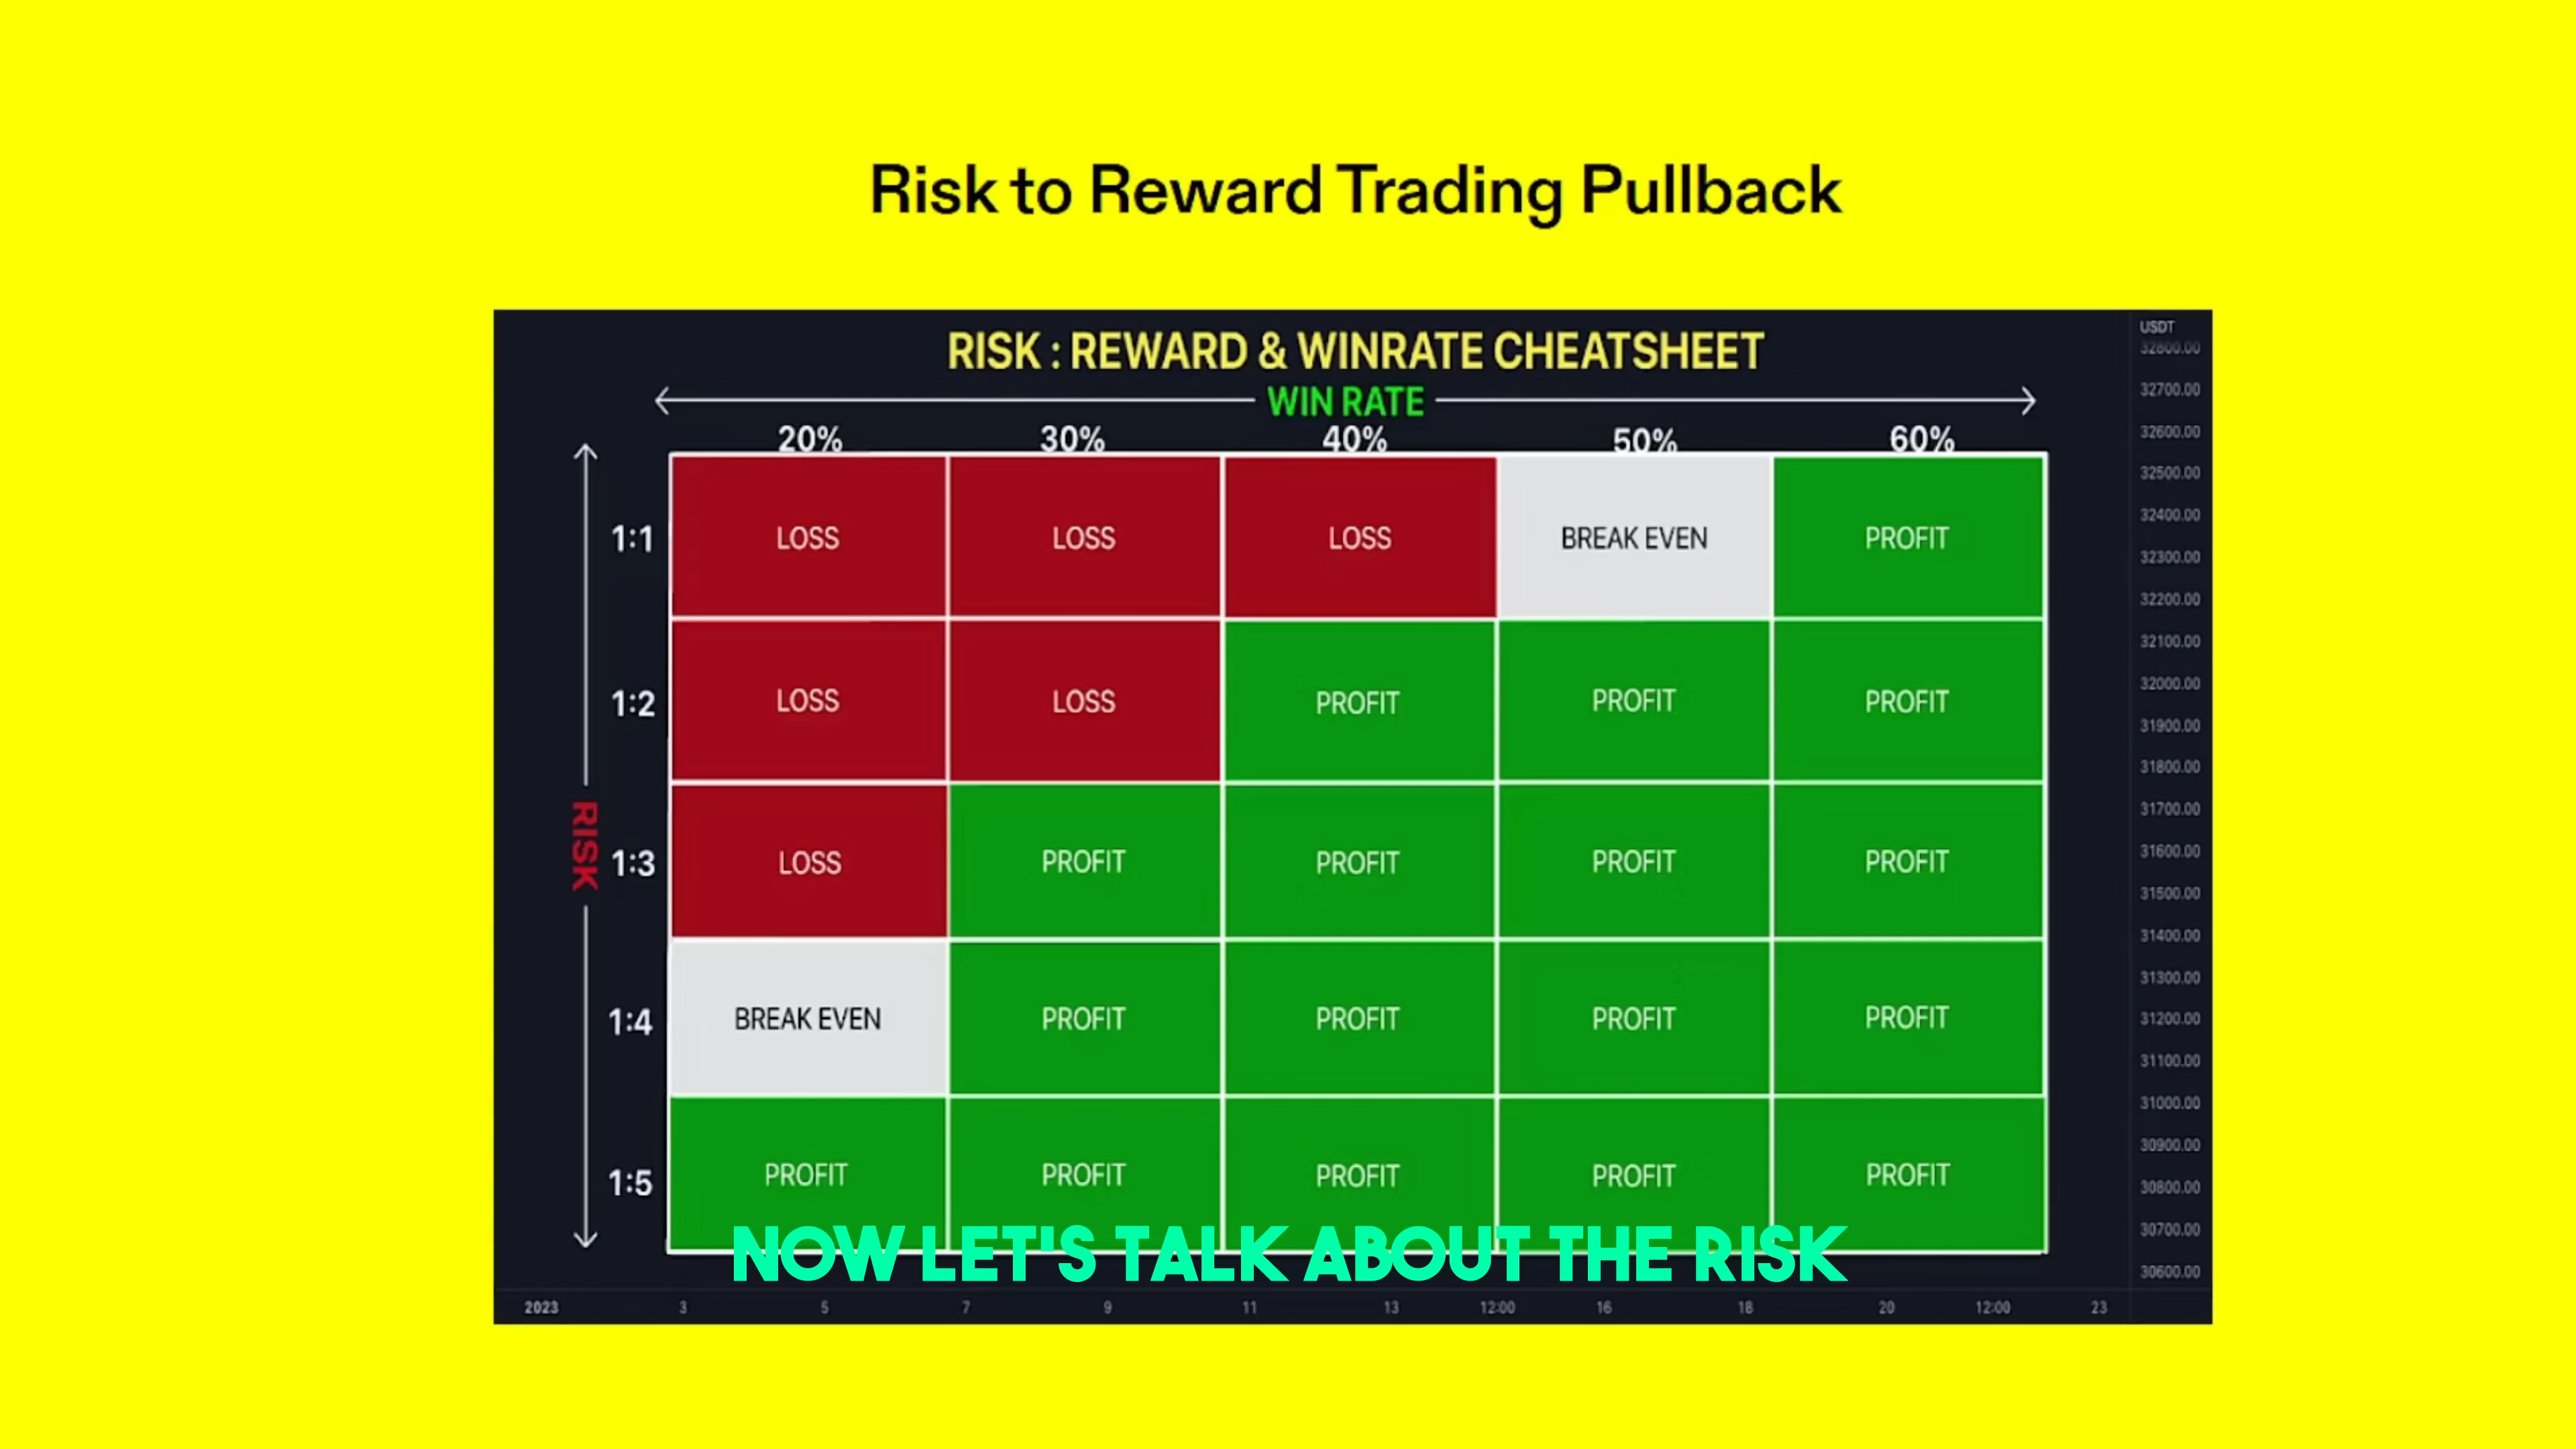 Risk to Reward Trading Pullback
RISK : REWARD & WINRATE CHEATSHEET
WIN RATE
20% 30% 40% 50% 60%
RISK
1:1 LOSS LOSS LOSS BREAK EVEN PROFIT
1:2 LOSS LOSS PROFIT PROFIT PROFIT
1:3 LOSS PROFIT PROFIT PROFIT PROFIT
1:4 BREAK EVEN PROFIT PROFIT PROFIT PROFIT
1:5 PROFIT PROFIT PROFIT PROFIT PROFIT
NOW LET'S TALK ABOUT THE RISK
USDT
32800.00
32700.00
32600.00
32500.00
32400.00
32300.00
32200.00
32100.00
32000.00
31900.00
31800.00
31700.00
31600.00
31500.00
31400.00
31300.00
31200.00
31100.00
31000.00
30900.00
30800.00
30700.00
30600.00
2023 3 5 7 9 11 13 12:00 16 18 20 12:00 23